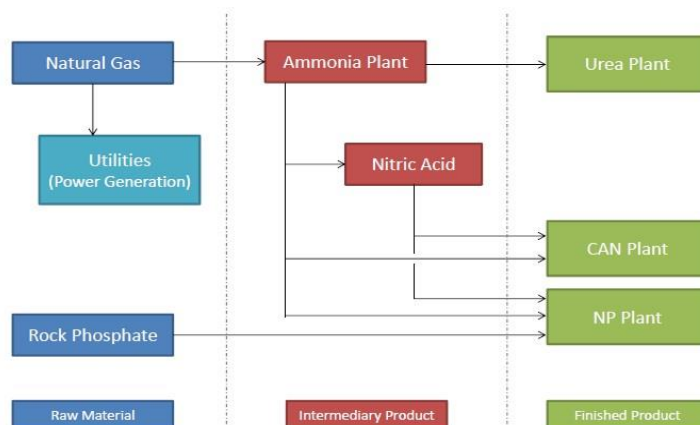 Natural Gas
Ammonia Plant
Urea Plant
Utilities
(Power Generation)
Nitric Acid
CAN Plant
NP Plant
Rock Phosphate
Raw Material
Intermediary Product
Finished Product